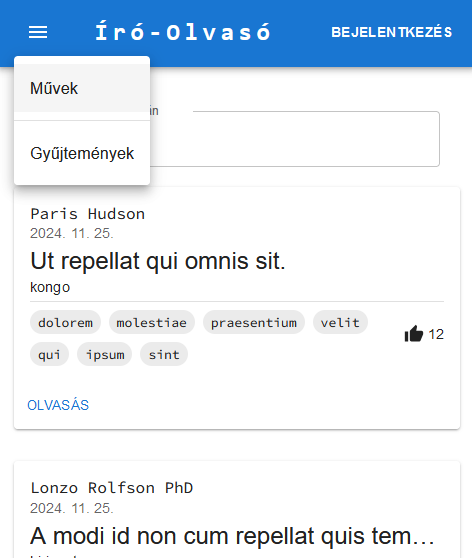 Író-Olvasó
BEJELENTKEZÉS
Művek
Gyűjtemények
Paris Hudson
2024. 11. 25.
Ut repellat qui omnis sit.
kongo
dolorem molestiae praesentium velit
12
qui ipsum sint
OLVASÁS
Lonzo Rolfson PhD
2024. 11. 25.
A modi id non cum repellat quis tem…